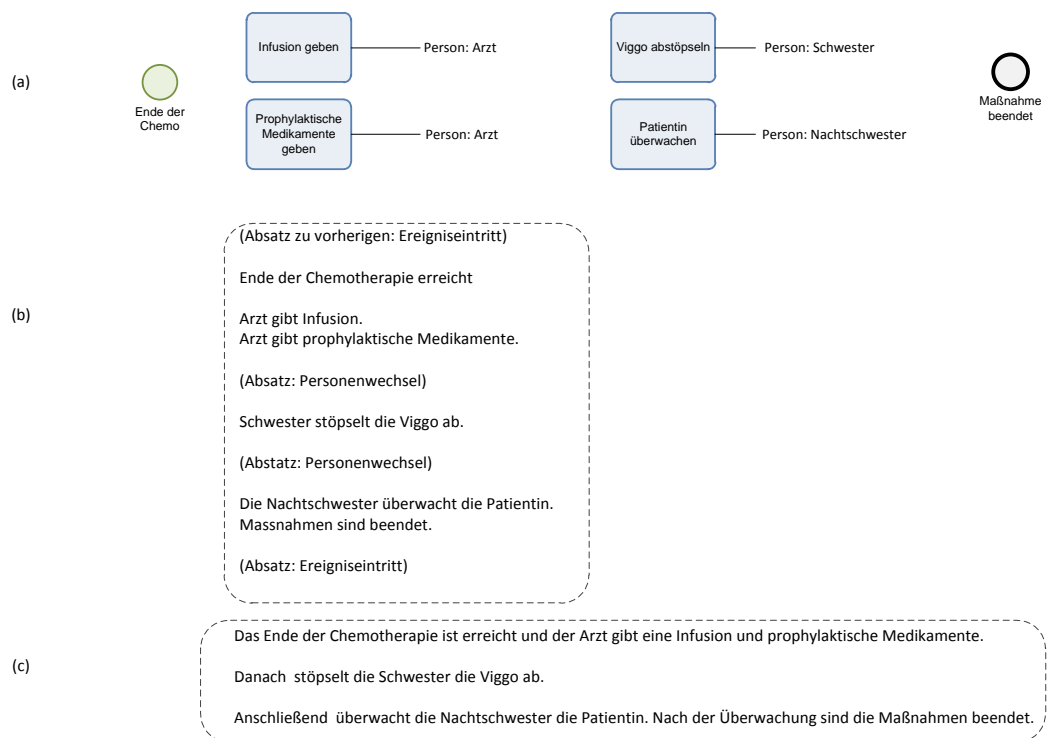 (a)
Ende der
Chemo
Infusion geben
Person: Arzt
Prophylaktische
Medikamente
geben
Person: Arzt
Viggo abstöpseln
Person: Schwester
Patientin
überwachen
Person: Nachtschwester
Maßnahme
beendet
(b)
(Absatz zu vorherigen: Ereigniseintritt)
Ende der Chemotherapie erreicht
Arzt gibt Infusion.
Arzt gibt prophylaktische Medikamente.
(Absatz: Personenwechsel)
Schwester stöpselt die Viggo ab.
(Abstatz: Personenwechsel)
Die Nachtschwester überwacht die Patientin.
Massnahmen sind beendet.
(Absatz: Ereigniseintritt)
(c)
Das Ende der Chemotherapie ist erreicht und der Arzt gibt eine Infusion und prophylaktische Medikamente.
Danach stöpselt die Schwester die Viggo ab.
Anschließend überwacht die Nachtschwester die Patientin. Nach der Überwachung sind die Maßnahmen beendet.